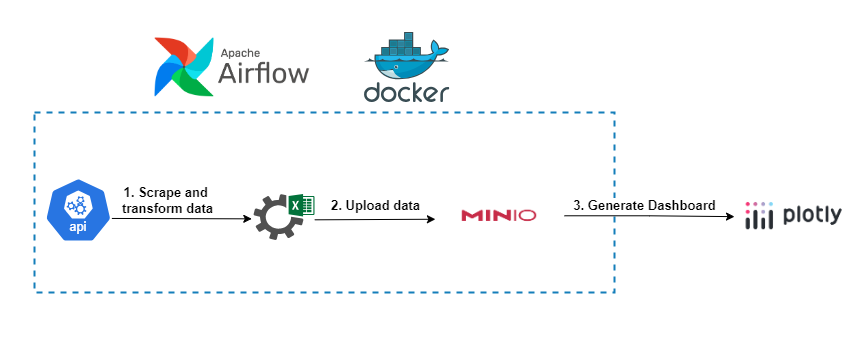 Apache
Airflow
docker
1. Scrape and
transform data
api
X
2. Upload data
MINIO
3. Generate Dashboard
plotly